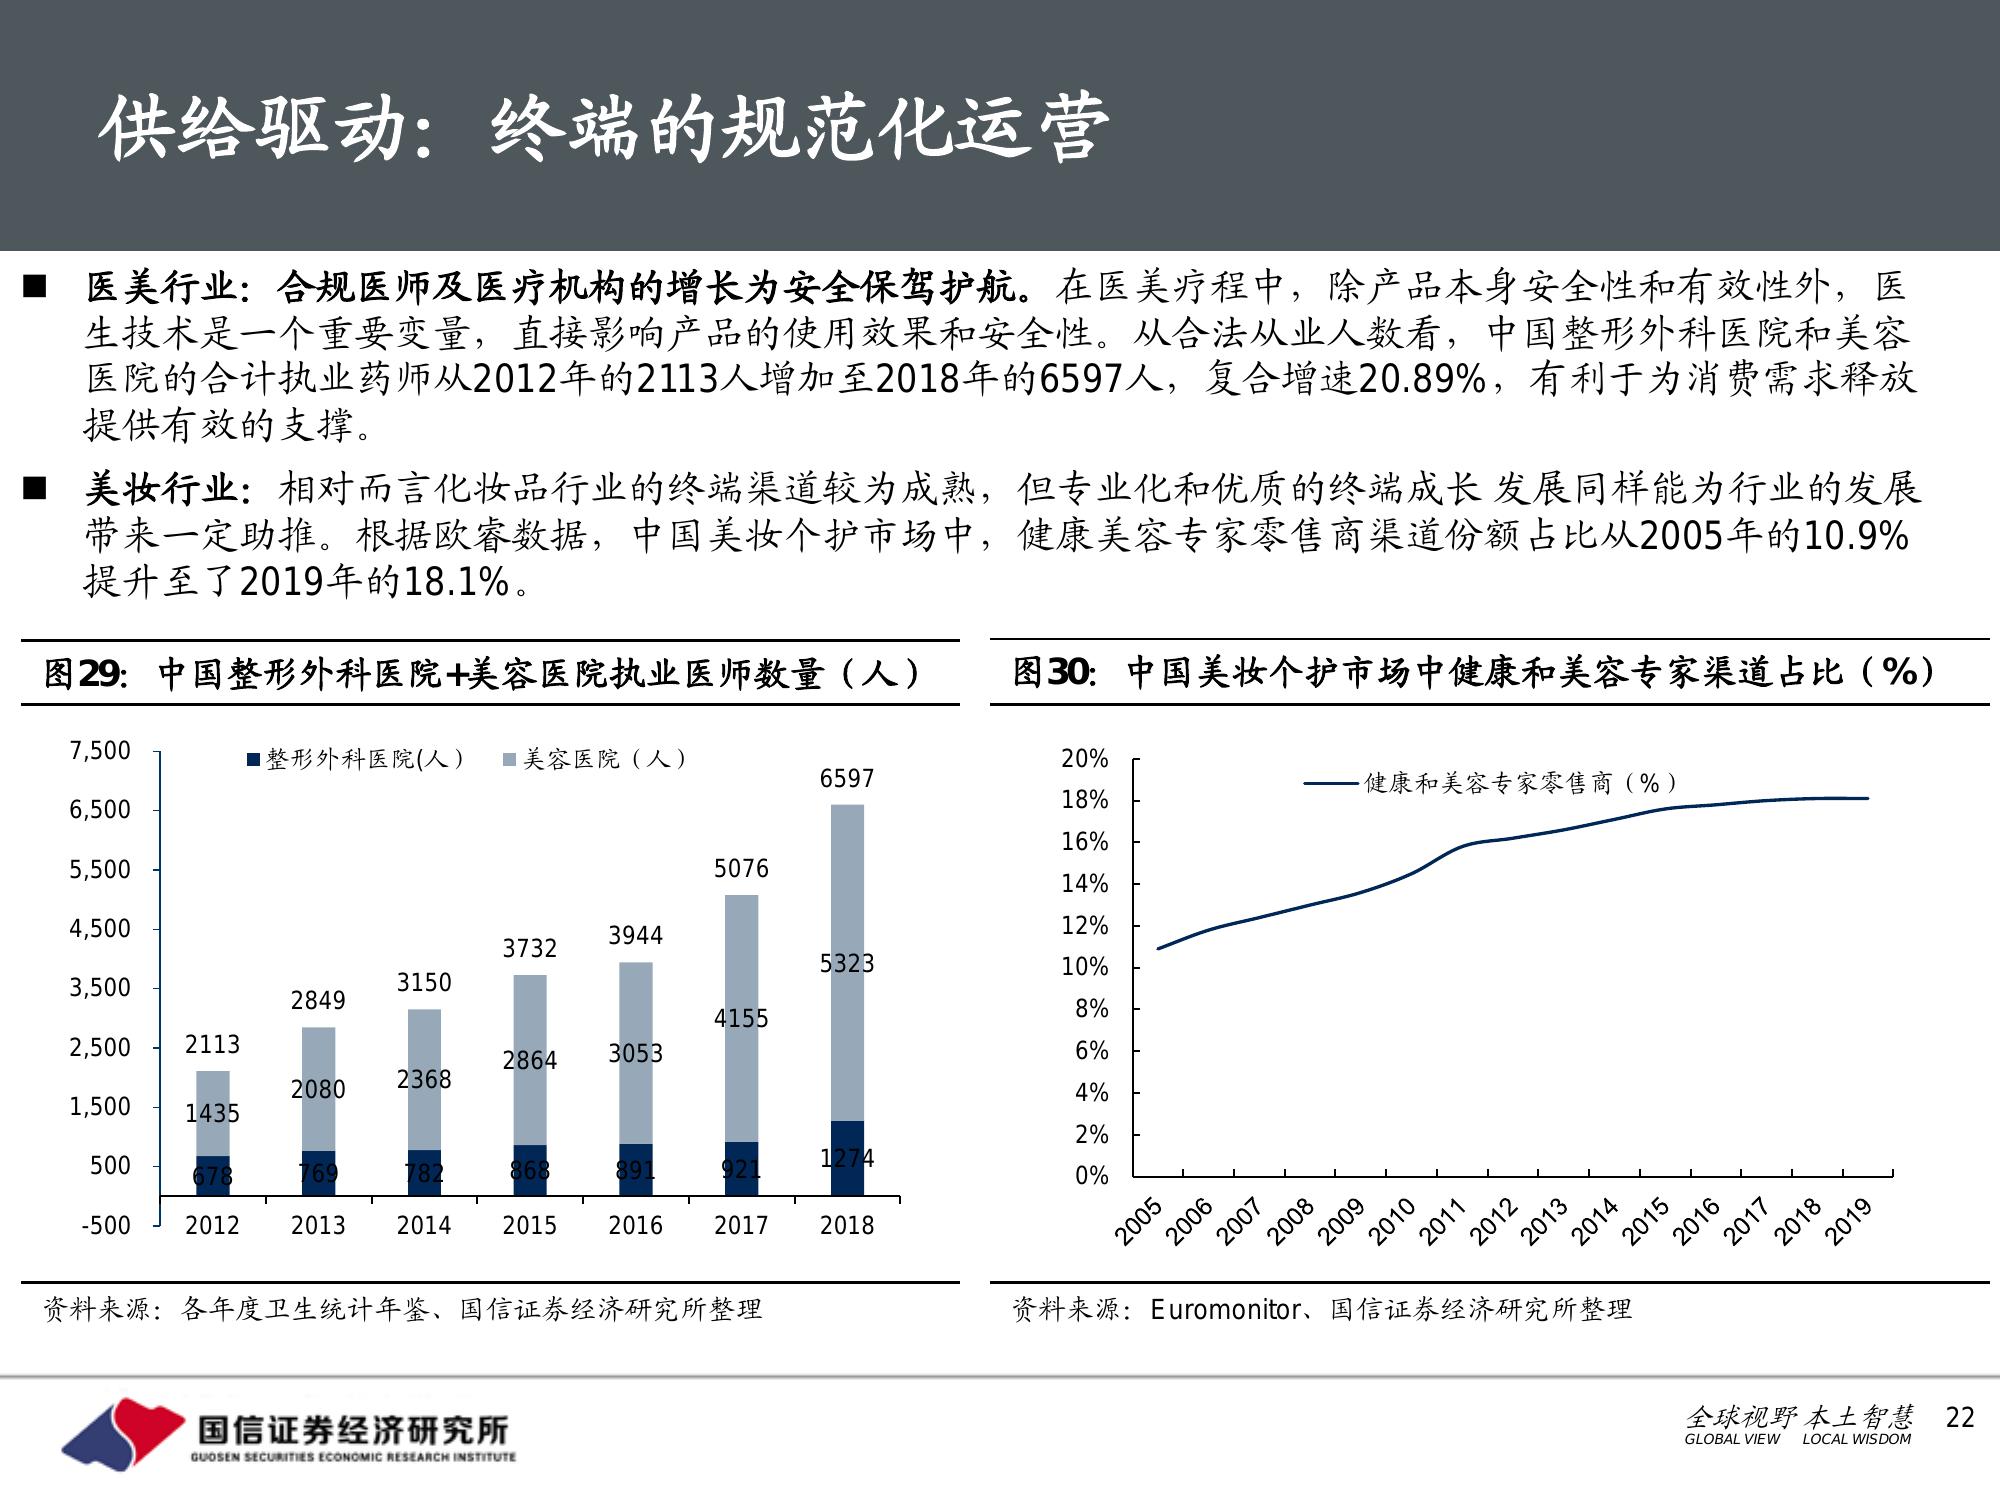 供给驱动：终端的规范化运营
■ 医美行业：合规医师及医疗机构的增长为安全保驾护航。在医美疗程中，除产品本身安全性和有效性外，医
生技术是一个重要变量，直接影响产品的使用效果和安全性。从合法从业人数看，中国整形外科医院和美容
医院的合计执业药师从2012年的2113人增加至2018年的6597人，复合增速20.89%，有利于为消费需求释放
提供有效的支撑。
■ 美妆行业：相对而言化妆品行业的终端渠道较为成熟，但专业化和优质的终端成长 发展同样能为行业的发展
带来一定助推。根据欧睿数据，中国美妆个护市场中，健康美容专家零售商渠道份额占比从2005年的10.9%
提升至了2019年的18.1%。
图29：中国整形外科医院+美容医院执业医师数量（人）
7,500
6,500
5,500
4,500
3,500
2,500
1,500
500
-500
整形外科医院(人） 美容医院（人）
2113 2849 3150 3732 3944 5076 6597
1435 2080 2368 2864 3053 4155 5323
678 769 782 868 891 921 1274
2012 2013 2014 2015 2016 2017 2018
资料来源：各年度卫生统计年鉴、国信证券经济研究所整理
图30：中国美妆个护市场中健康和美容专家渠道占比（%）
20%
18%
16%
14%
12%
10%
8%
6%
4%
2%
0%
健康和美容专家零售商（%）
2005 2006 2007 2008 2009 2010 2011 2012 2013 2014 2015 2016 2017 2018 2019
资料来源：Euromonitor、国信证券经济研究所整理
国信证券经济研究所
GUOSEN SECURITIES ECONOMIC RESEARCH INSTITUTE
全球视野 本土智慧
GLOBAL VIEW LOCAL WISDOM
22